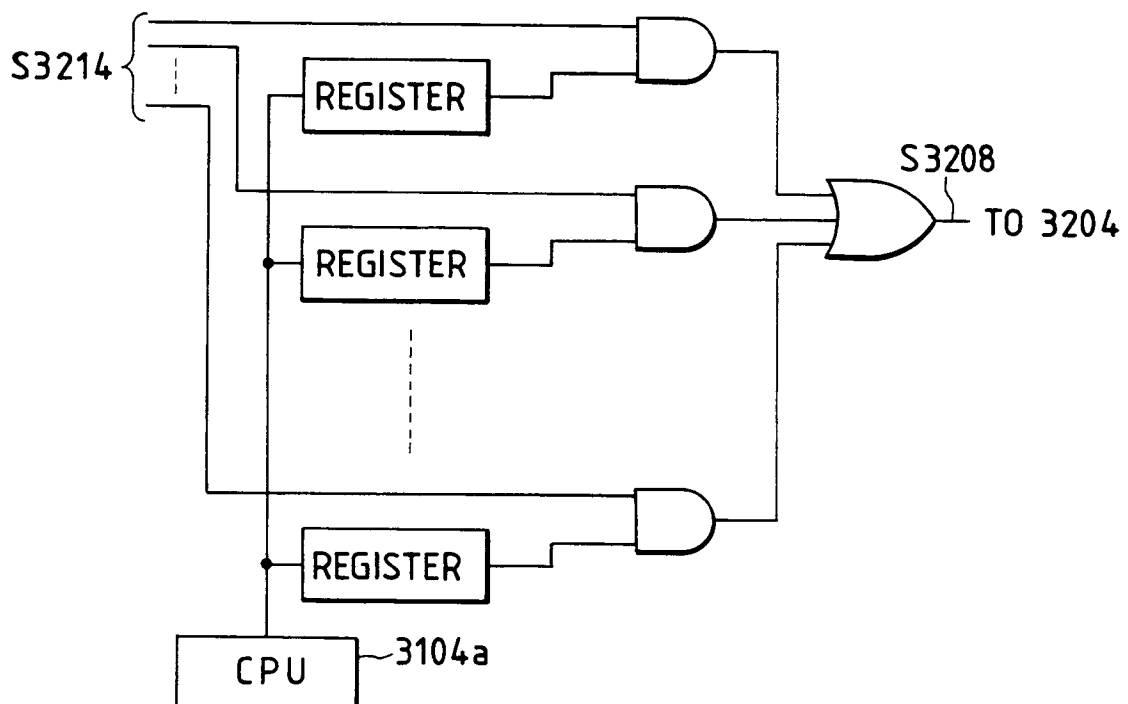 S3214
REGISTER
S3208
TO 3204
REGISTER
REGISTER
CPU
3104a